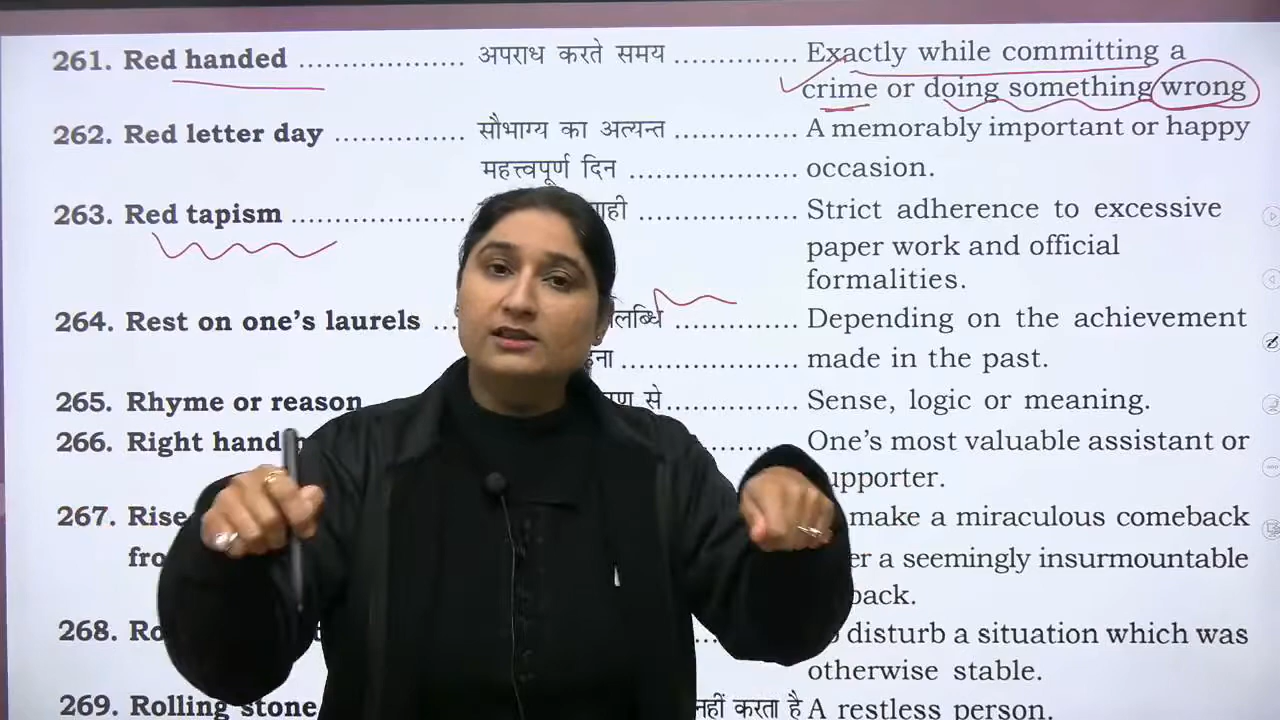 261. Red handed .................... अपराध करते समय .............. Exactly while committing a
crime or doing something wrong
262. Red letter day ................ सौभाग्य का अत्यन्त .............. A memorably important or happy
महत्त्वपूर्ण दिन ................... occasion.
263. Red tapism ..................... ाही .................. Strict adherence to excessive
paper work and official
formalities.
264. Rest on one's laurels ... लब्धि .............. Depending on the achievement
.................... made in the past.
265. Rhyme or reason से............... Sense, logic or meaning.
266. Right hand ........ One's most valuable assistant or
upporter.
267. Rise make a miraculous comeback
fro er a seemingly insurmountable
back.
268. Ro ... disturb a situation which was
otherwise stable.
269. Rolling stone नहीं करता है A restless person.